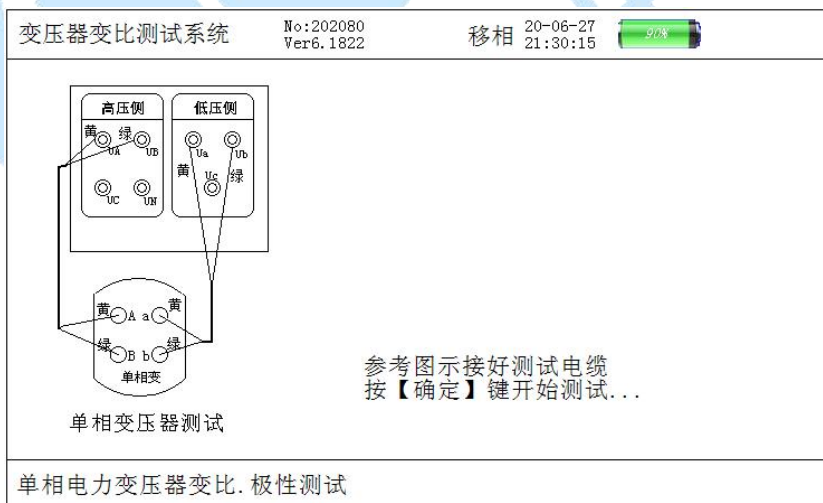 变压器变比测试系统
No:202080
Ver6.1822
移相
20-06-27
21:30:15
90%
高压侧
低压侧
黄
绿
UA
UB
Ua
Ub
黄
Uc
绿
UC
UN
黄
A a
黄
绿
B b
绿
单相变
单相变压器测试
参考图示接好测试电缆
按【确定】键开始测试...
单相电力变压器变比.极性测试